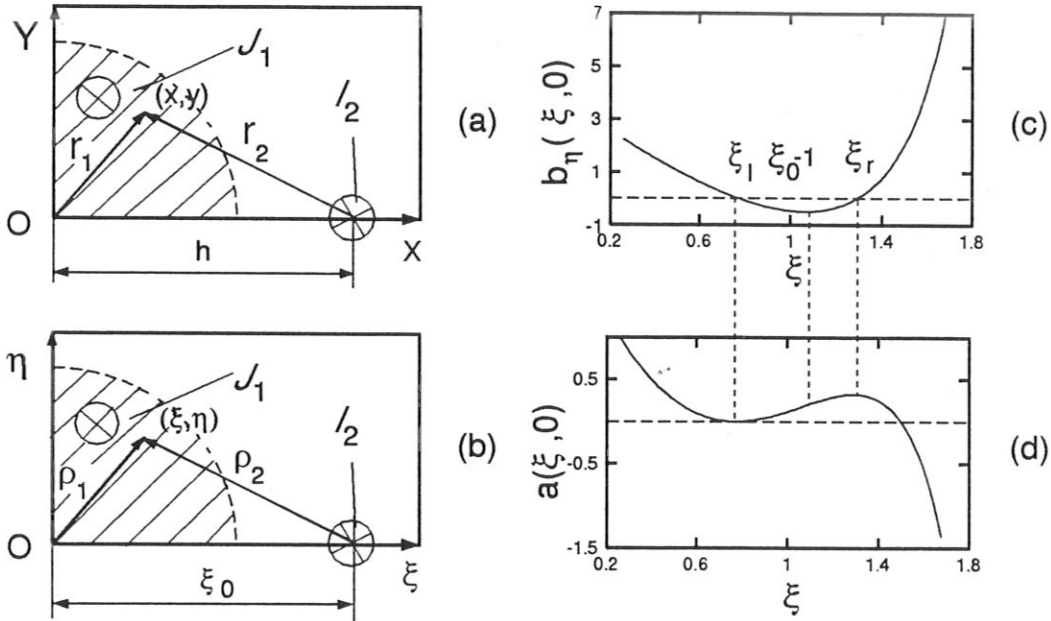 Y
J1
(x,y)
I2
r1
r2
O
h
X
(a)
η
J1
(ξ,η)
I2
ρ1
ρ2
O
ξ0
ξ
(b)
bη(ξ,0)
7
5
3
1
-1
ξl ξ0-1 ξr
0.2 0.6 1 1.4 1.8
ξ
(c)
a(ξ,0)
0.5
-0.5
-1.5
0.2 0.6 1 1.4 1.8
ξ
(d)